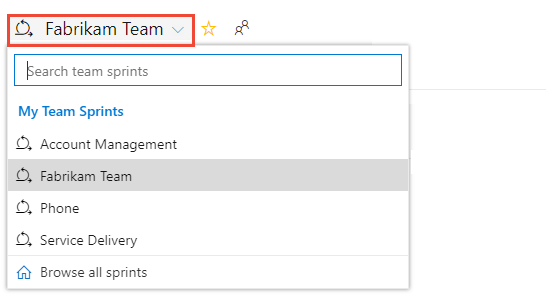 Fabrikam Team
Search team sprints
My Team Sprints
Account Management
Fabrikam Team
Phone
Service Delivery
Browse all sprints